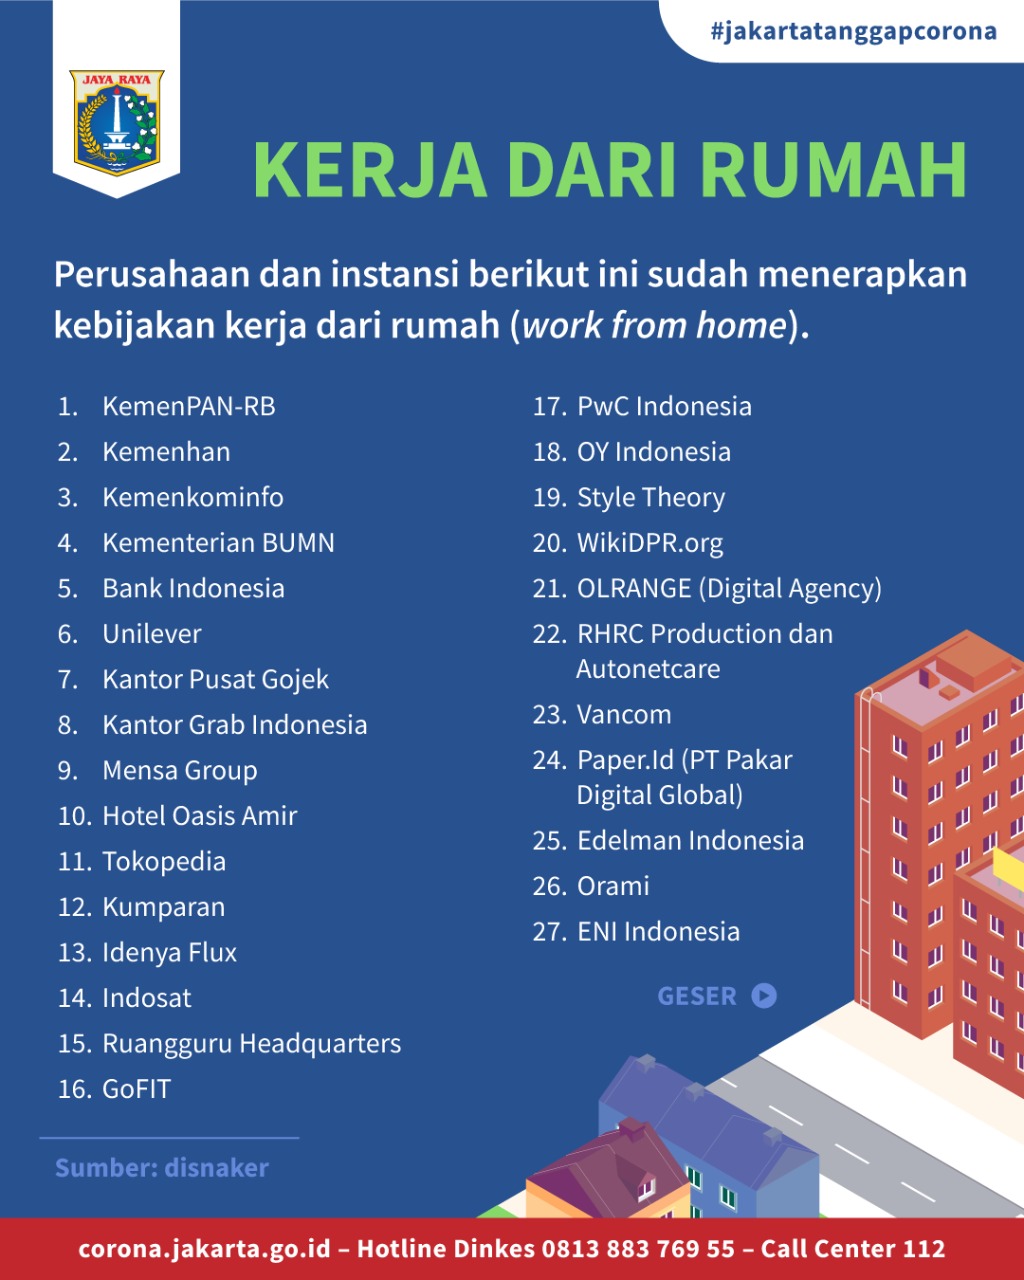 #jakartatanggapcorona
JAYA RAYA
KERJA DARI RUMAH
Perusahaan dan instansi berikut ini sudah menerapkan
kebijakan kerja dari rumah (work from home).
1. KemenPAN-RB
2. Kemenhan
3. Kemenkominfo
4. Kementerian BUMN
5. Bank Indonesia
6. Unilever
7. Kantor Pusat Gojek
8. Kantor Grab Indonesia
9. Mensa Group
10. Hotel Oasis Amir
11. Tokopedia
12. Kumparan
13. Idenya Flux
14. Indosat
15. Ruangguru Headquarters
16. GoFIT
17. PwC Indonesia
18. OY Indonesia
19. Style Theory
20. WikiDPR.org
21. OLRANGE (Digital Agency)
22. RHRC Production dan
Autonetcare
23. Vancom
24. Paper.Id (PT Pakar
Digital Global)
25. Edelman Indonesia
26. Orami
27. ENI Indonesia
GESER
Sumber: disnaker
corona.jakarta.go.id – Hotline Dinkes 0813 883 769 55 – Call Center 112